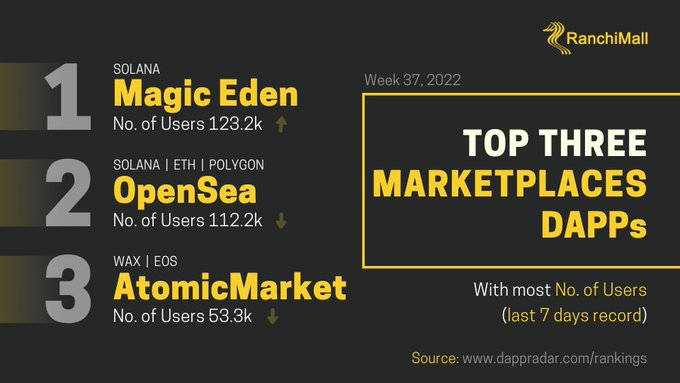 RanchiMall
Week 37, 2022
TOP THREE
MARKETPLACES
DAPPs
With most No. of Users
(last 7 days record)
1
SOLANA
Magic Eden
No. of Users 123.2k
2
SOLANA | ETH | POLYGON
OpenSea
No. of Users 112.2k
3
WAX | EOS
AtomicMarket
No. of Users 53.3k
Source: www.dappradar.com/rankings